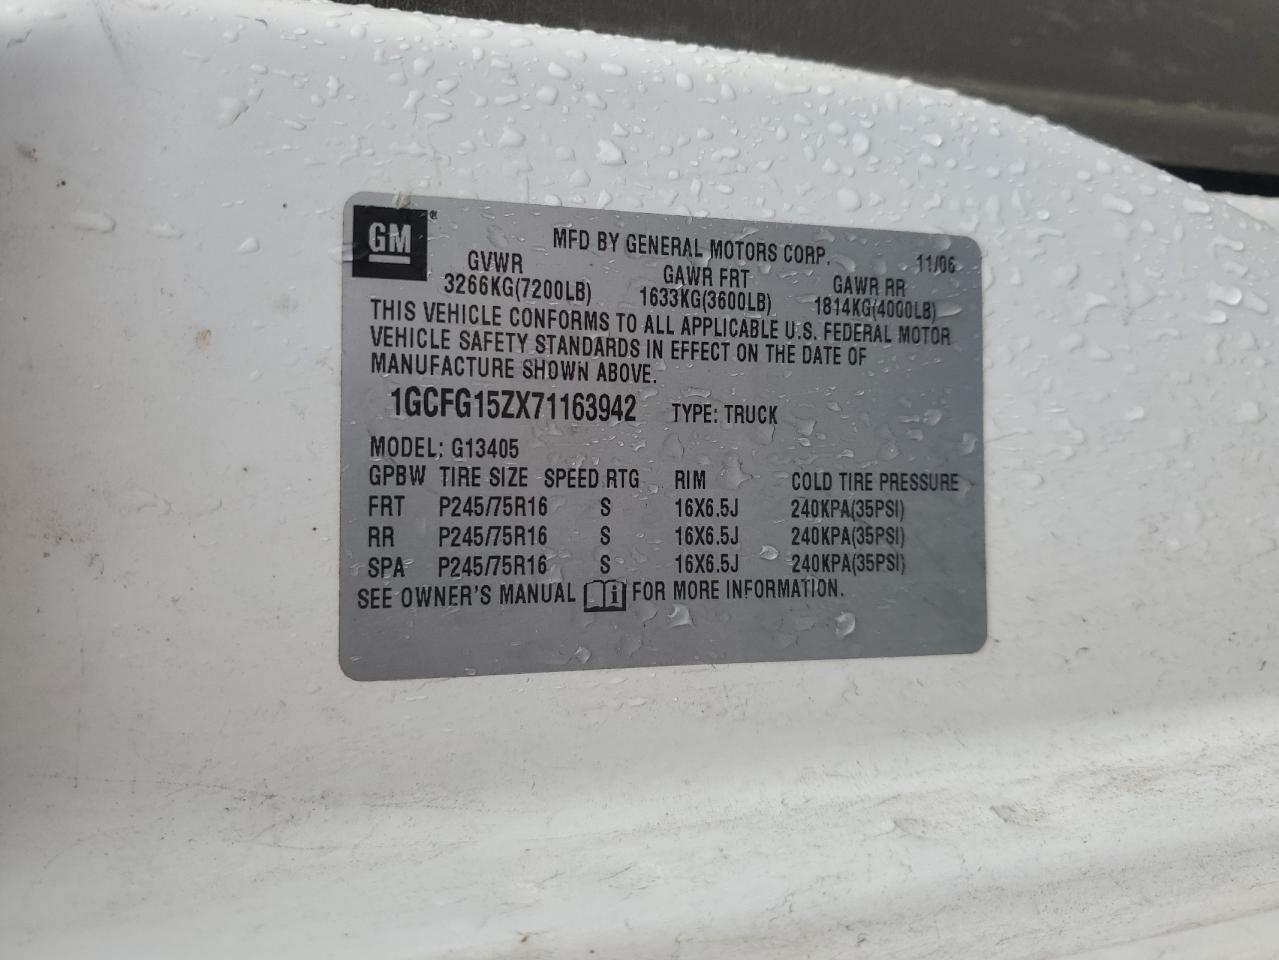 GM®
MFD BY GENERAL MOTORS CORP. 11/06
GVWR GAWR FRT GAWR RR
3266KG(7200LB) 1633KG(3600LB) 1814KG(4000LB)
THIS VEHICLE CONFORMS TO ALL APPLICABLE U.S. FEDERAL MOTOR
VEHICLE SAFETY STANDARDS IN EFFECT ON THE DATE OF
MANUFACTURE SHOWN ABOVE.
1GCFG15ZX71163942 TYPE: TRUCK
MODEL: G13405
GPBW TIRE SIZE SPEED RTG RIM COLD TIRE PRESSURE
FRT P245/75R16 S 16X6.5J 240KPA(35PSI)
RR P245/75R16 S 16X6.5J 240KPA(35PSI)
SPA P245/75R16 S 16X6.5J 240KPA(35PSI)
SEE OWNER'S MANUAL i FOR MORE INFORMATION.